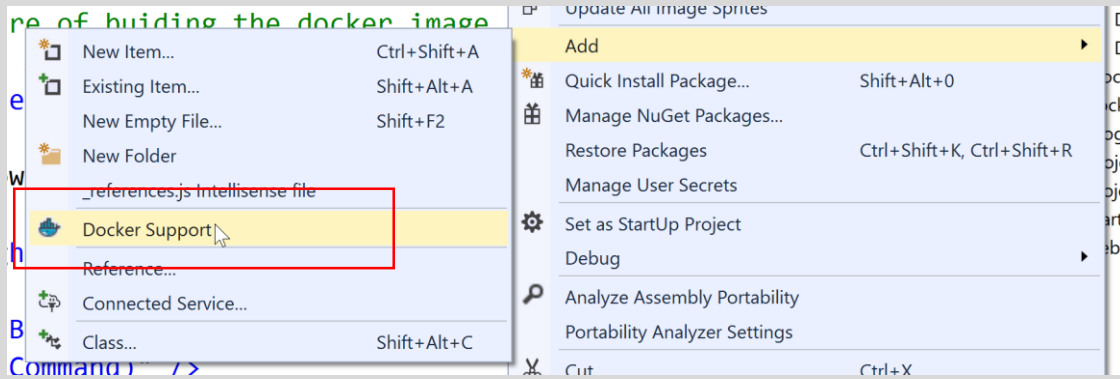 re of buiding the docker image
New Item... Ctrl+Shift+A
Existing Item... Shift+Alt+A
New Empty File... Shift+F2
New Folder
_references.js Intellisense file
Docker Support
Reference...
Connected Service...
Class... Shift+Alt+C
Command)" />
Update All Image Sprites
Add
Quick Install Package... Shift+Alt+0
Manage NuGet Packages...
Restore Packages Ctrl+Shift+K, Ctrl+Shift+R
Manage User Secrets
Set as StartUp Project
Debug
Analyze Assembly Portability
Portability Analyzer Settings
Cut Ctrl+X